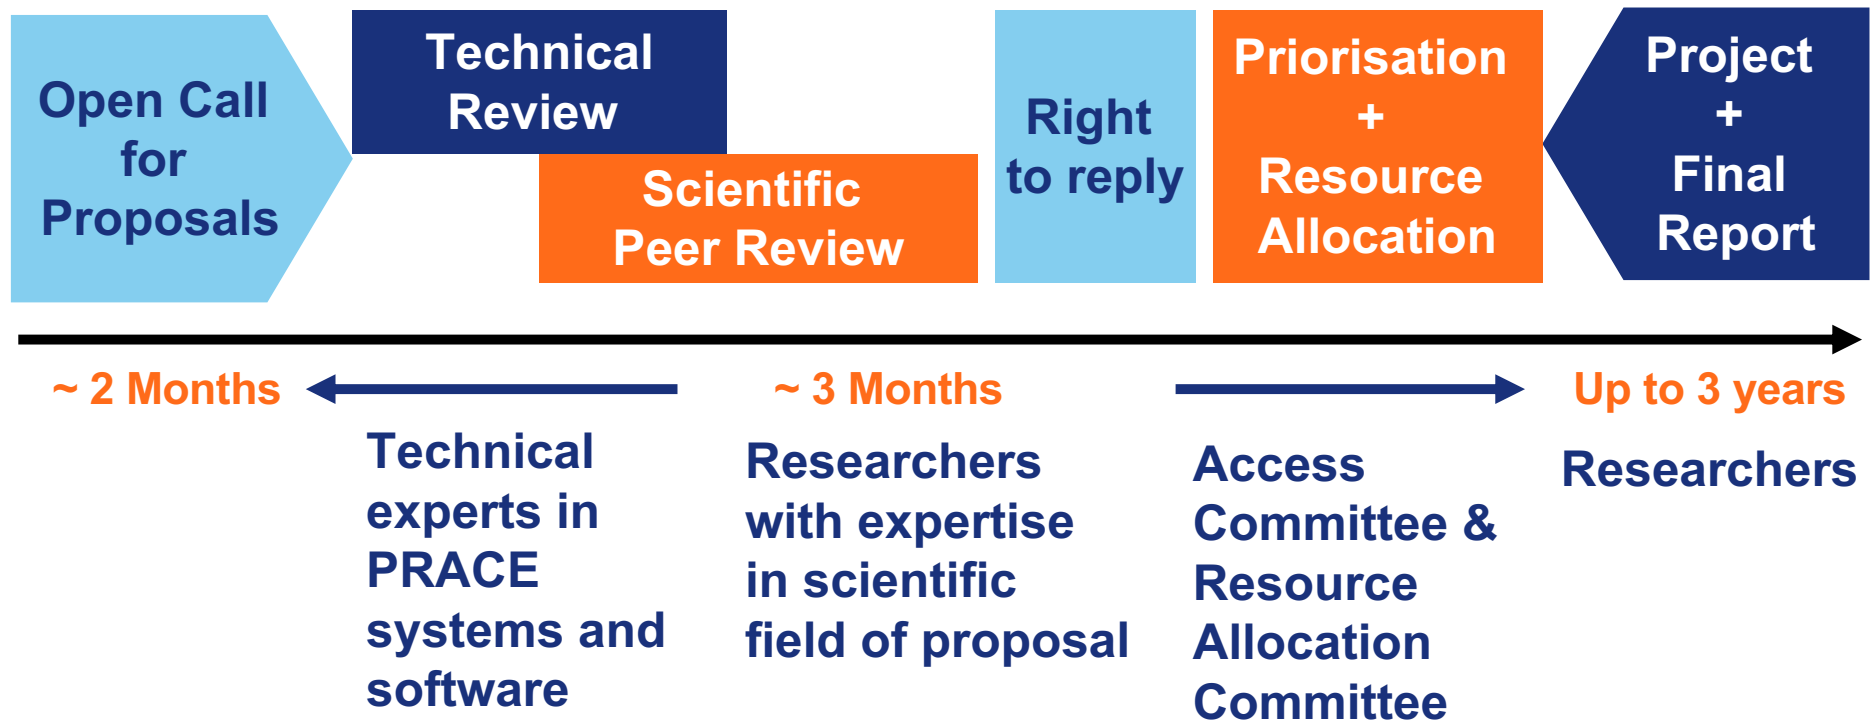 Open Call
for
Proposals
Technical
Review
Scientific
Peer Review
Right
to reply
Priorisation
+
Resource
Allocation
Project
+
Final
Report
~ 2 Months
~ 3 Months
Up to 3 years
Technical
experts in
PRACE
systems and
software
Researchers
with expertise
in scientific
field of proposal
Access
Committee &
Resource
Allocation
Committee
Researchers